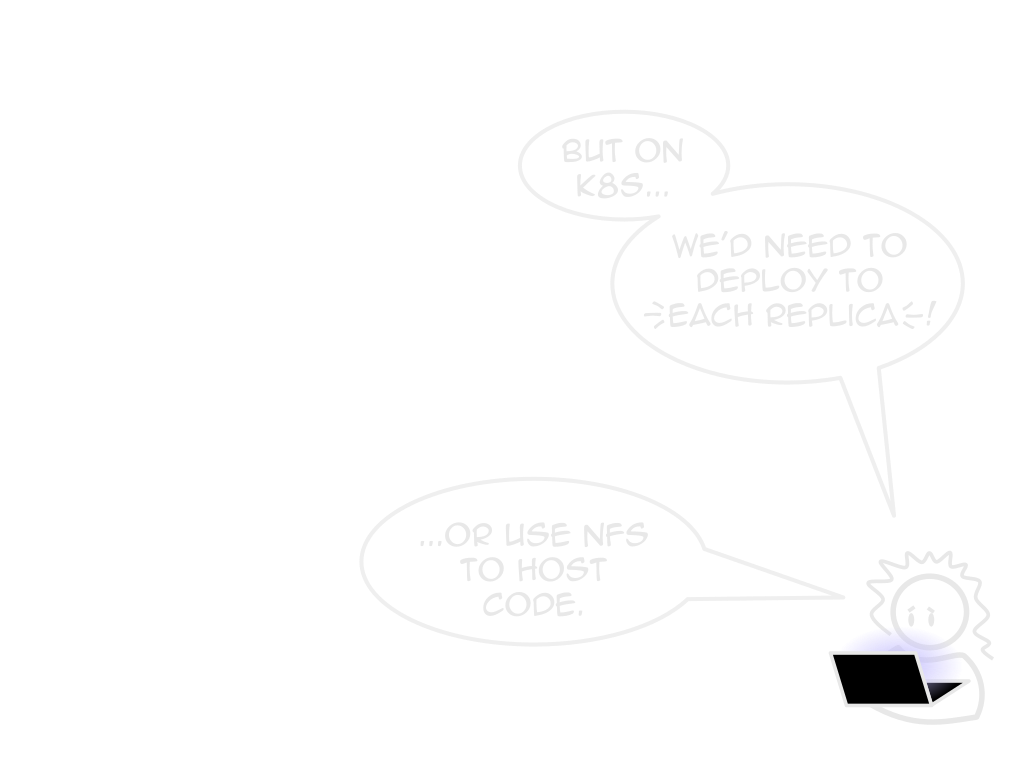 BUT ON
K8S...
WE'D NEED TO
DEPLOY TO
EACH REPLICA!
...OR USE NFS
TO HOST
CODE.